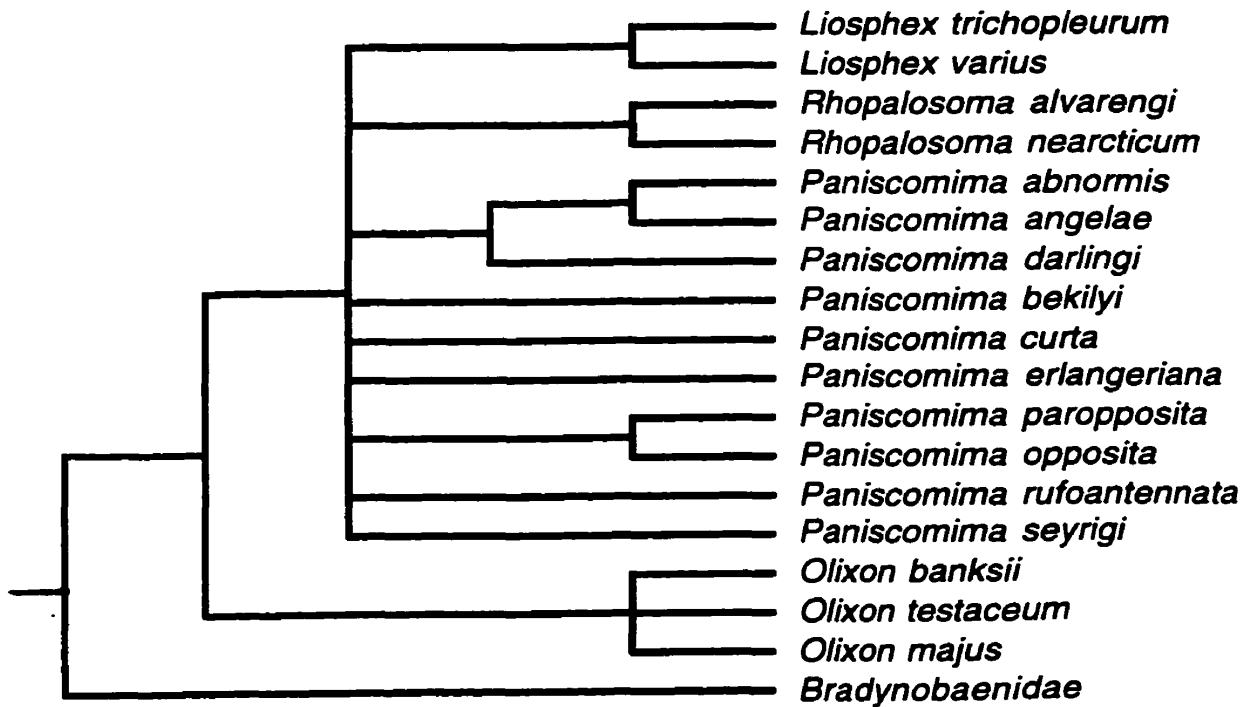 Liosphex trichopleurum
Liosphex varius
Rhopalosoma alvarengi
Rhopalosoma nearcticum
Paniscomima abnormis
Paniscomima angelae
Paniscomima darlingi
Paniscomima bekilyi
Paniscomima curta
Paniscomima erlangeriana
Paniscomima paropposita
Paniscomima opposita
Paniscomima rufoantennata
Paniscomima seyrigi
Olixon banksii
Olixon testaceum
Olixon majus
Bradynobaenidae